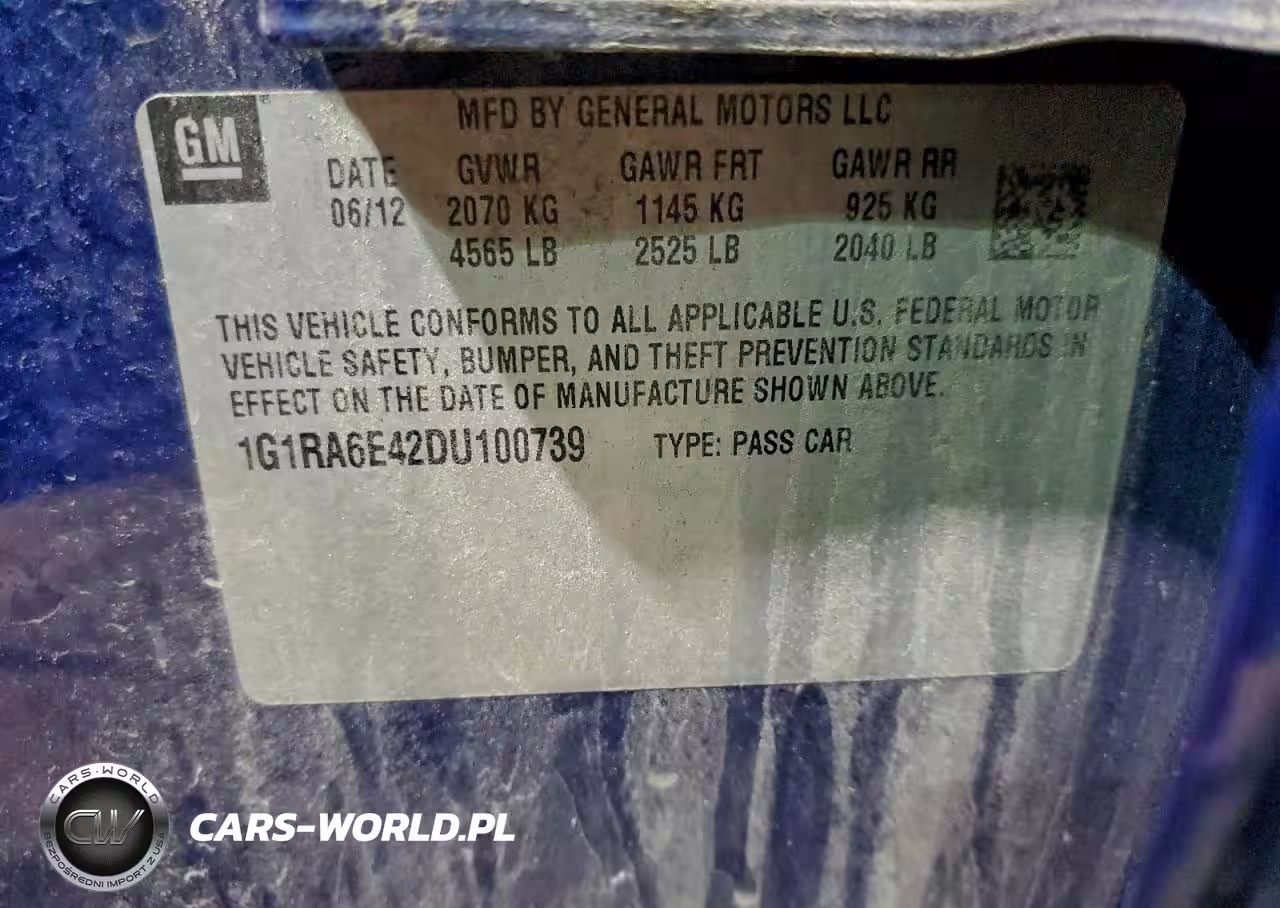 GM
MFD BY GENERAL MOTORS LLC
DATE GVWR GAWR FRT GAWR RR
06/12 2070 KG 1145 KG 925 KG
4565 LB 2525 LB 2040 LB
THIS VEHICLE CONFORMS TO ALL APPLICABLE U.S. FEDERAL MOTOR
VEHICLE SAFETY, BUMPER, AND THEFT PREVENTION STANDARDS IN
EFFECT ON THE DATE OF MANUFACTURE SHOWN ABOVE.
1G1RA6E42DU100739 TYPE: PASS CAR
CARS-WORLD
CW
BEZPOŚREDNI IMPORT Z USA
CARS-WORLD.PL